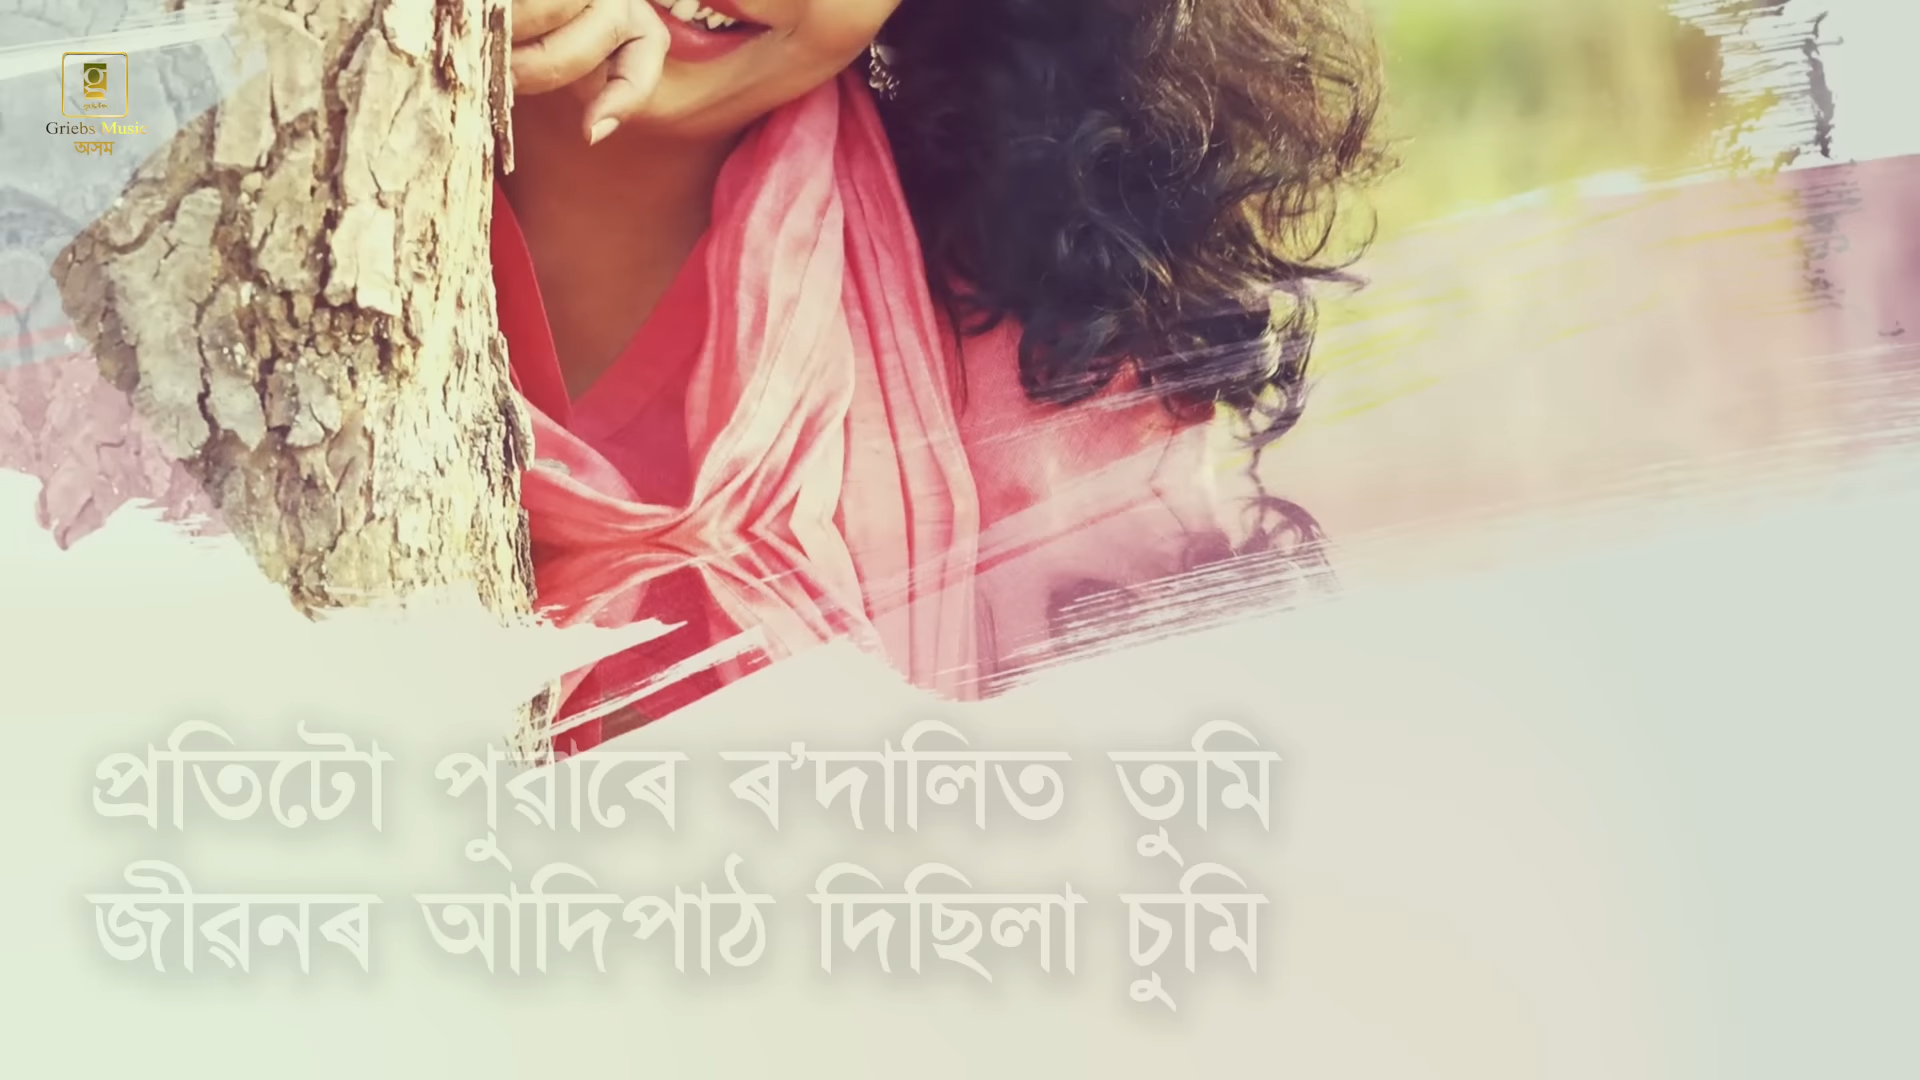 Griebs Music
অসম
প্ৰতিটো পুৱাৰে ৰ’দালিত তুমি
জীৱনৰ আদিপাঠ দিছিলা চুমি